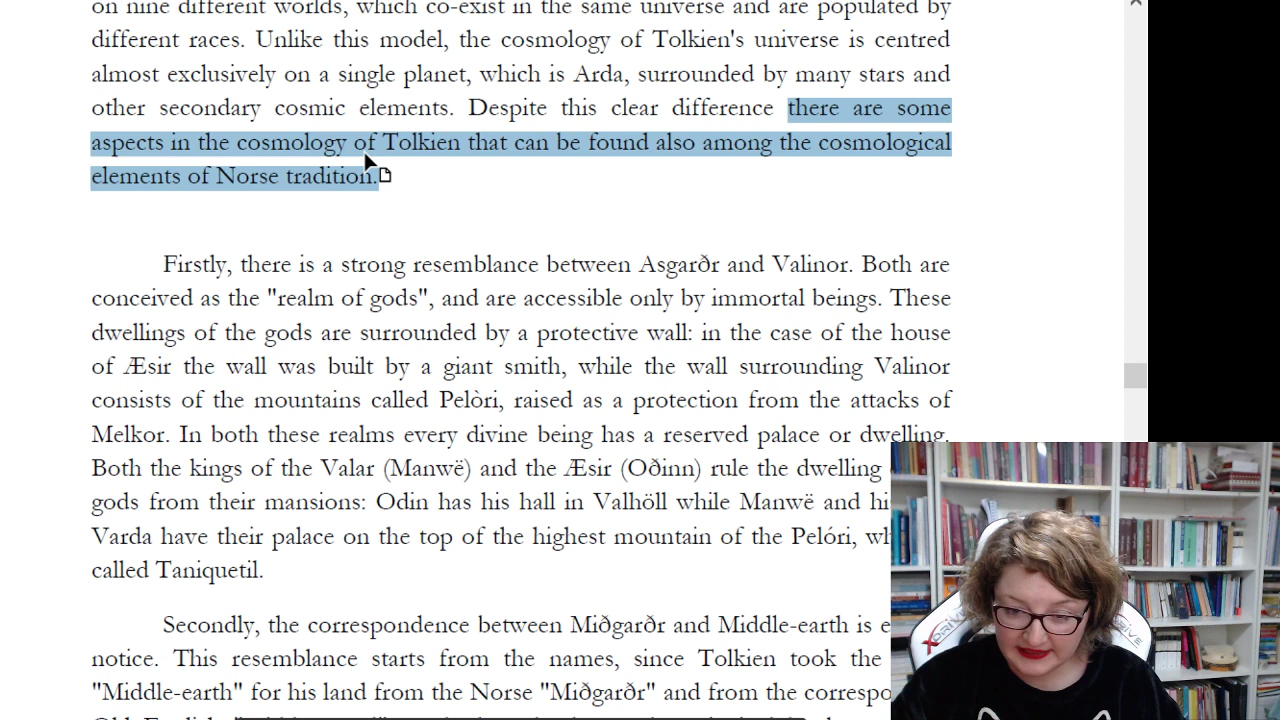 on nine different worlds, which co-exist in the same universe and are populated by
different races. Unlike this model, the cosmology of Tolkien's universe is centred
almost exclusively on a single planet, which is Arda, surrounded by many stars and
other secondary cosmic elements. Despite this clear difference there are some
aspects in the cosmology of Tolkien that can be found also among the cosmological
elements of Norse tradition.
Firstly, there is a strong resemblance between Asgarðr and Valinor. Both are
conceived as the "realm of gods", and are accessible only by immortal beings. These
dwellings of the gods are surrounded by a protective wall: in the case of the house
of Æsir the wall was built by a giant smith, while the wall surrounding Valinor
consists of the mountains called Pelòri, raised as a protection from the attacks of
Melkor. In both these realms every divine being has a reserved palace or dwelling.
Both the kings of the Valar (Manwë) and the Æsir (Oðinn) rule the dwelling
gods from their mansions: Odin has his hall in Valhöll while Manwë and hi
Varda have their palace on the top of the highest mountain of the Pelóri, wh
called Taniquetil.
Secondly, the correspondence between Miðgarðr and Middle-earth is e
notice. This resemblance starts from the names, since Tolkien took the
"Middle-earth" for his land from the Norse "Miðgarðr" and from the correspo